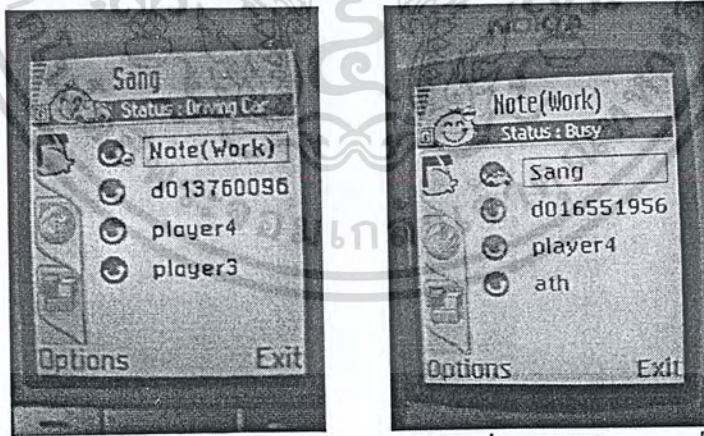 Sang
Status : Driving Car
Note(Work)
d013760096
player4
player3
Options Exit
NOKIA
Note(Work)
Status : Busy
Sang
d016551956
player4
ath
Options Exit